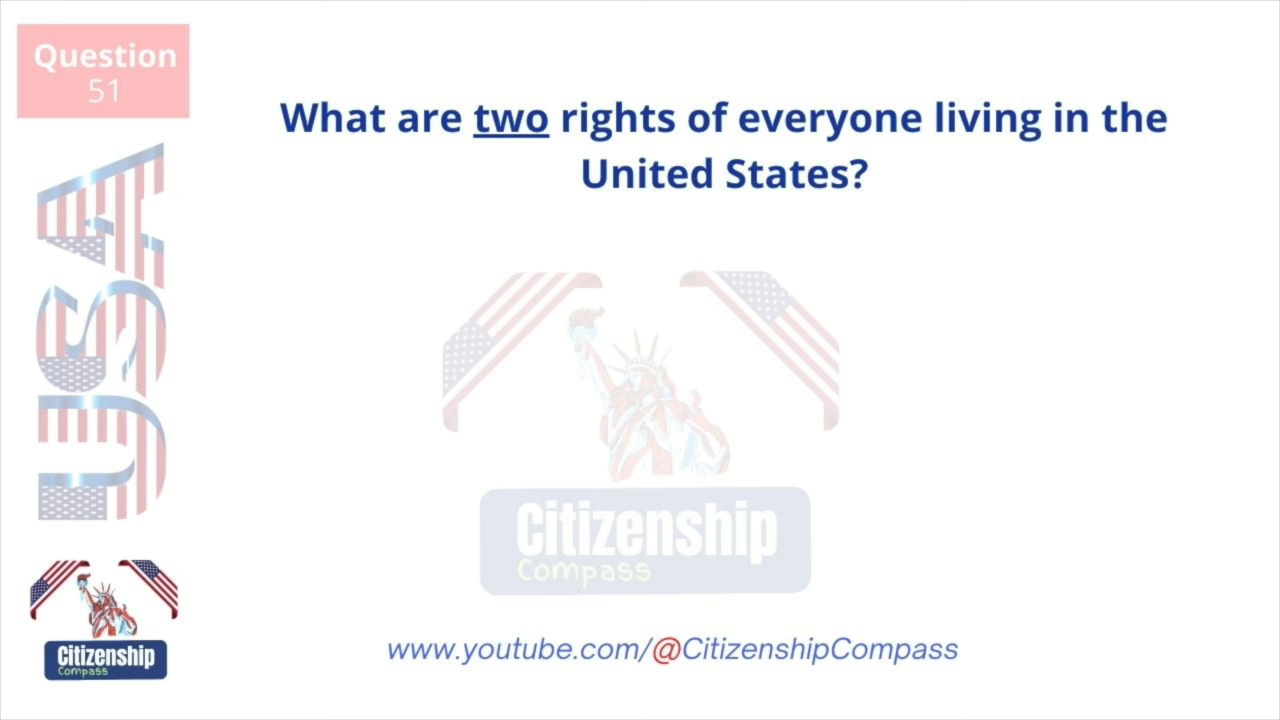 Question
51
What are two rights of everyone living in the
United States?
USA
Citizenship
Compass
www.youtube.com/@CitizenshipCompass
Citizenship
Compass